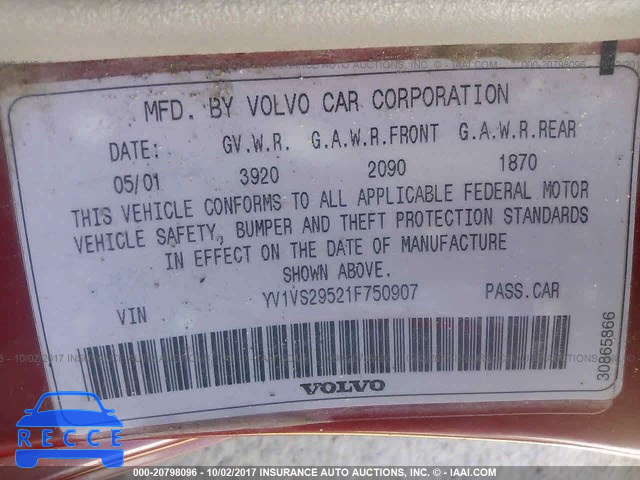 MFD. BY VOLVO CAR CORPORATION
DATE: GV.W.R. G.A.W.R.FRONT G.A.W.R.REAR
05/01 3920 2090 1870
THIS VEHICLE CONFORMS TO ALL APPLICABLE FEDERAL MOTOR
VEHICLE SAFETY, BUMPER AND THEFT PROTECTION STANDARDS
IN EFFECT ON THE DATE OF MANUFACTURE
SHOWN ABOVE.
VIN YV1VS29521F750907 PASS.CAR
30865866
VOLVO
RECCE
000-20798096 - 10/02/2017 INSURANCE AUTO AUCTIONS, INC. - IAAI.COM